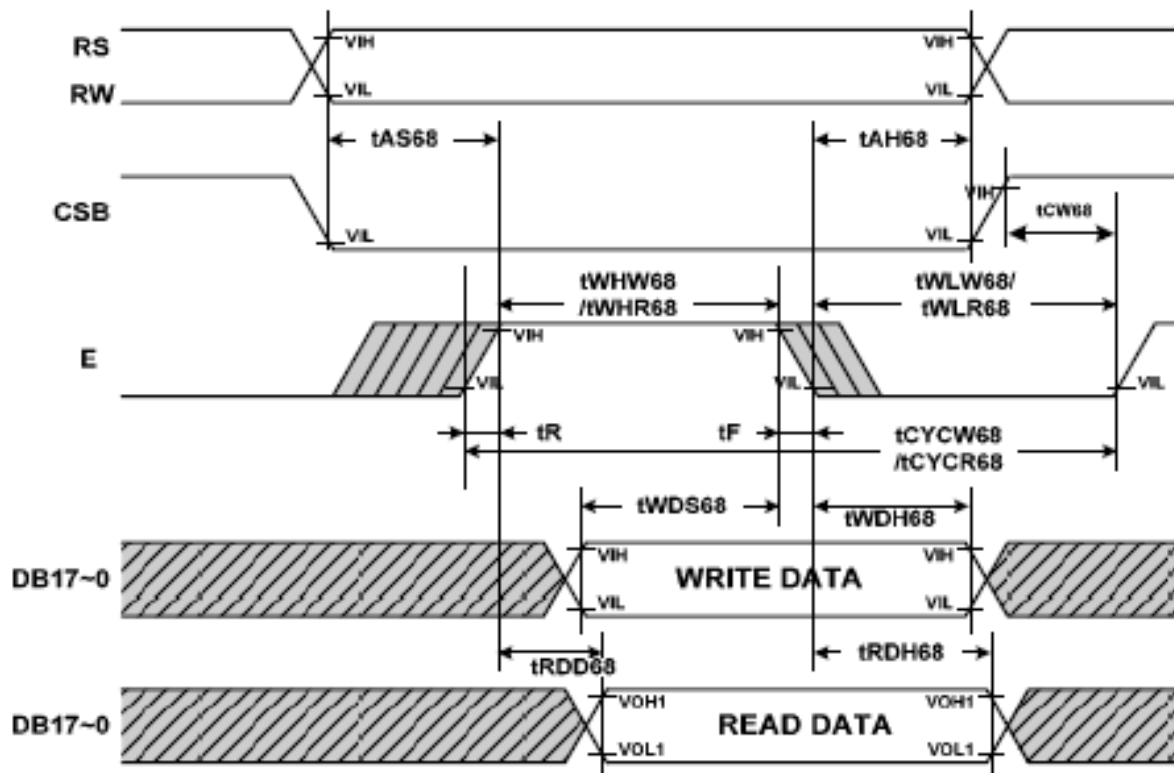 RS
VIH
VIH
RW
VIL
VIL
tAS68
tAH68
CSB
VIH
tCW68
VIL
VIL
tWHW68
/tWHR68
tWLW68/
tWLR68
E
VIH
VIH
VIL
VIL
VIL
tR
tF
tCYCW68
/tCYCR68
tWDS68
tWDH68
DB17~0
VIH
WRITE DATA
VIH
VIL
VIL
tRDD68
tRDH68
DB17~0
VOH1
READ DATA
VOH1
VOL1
VOL1